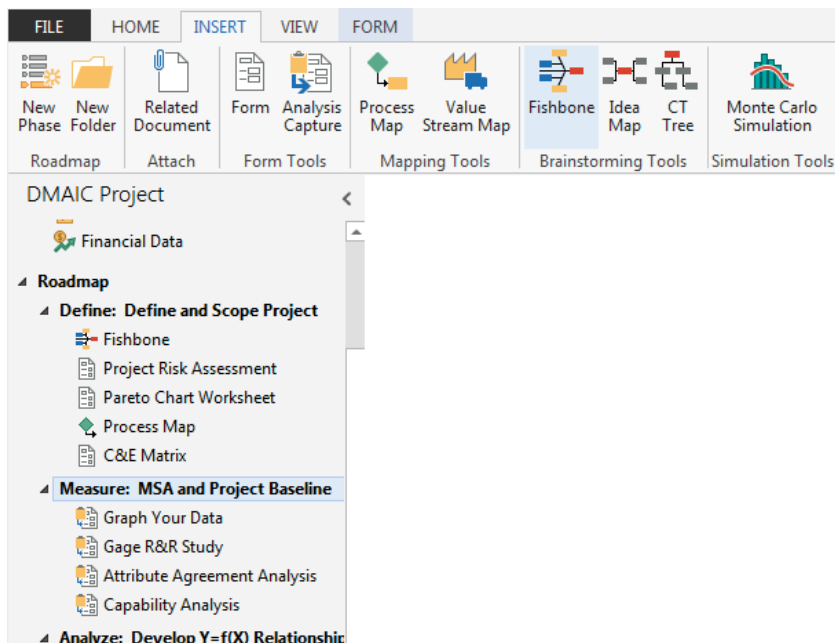 FILE HOME INSERT VIEW FORM
New Phase New Folder Related Document Form Analysis Capture Process Map Value Stream Map Fishbone Idea Map CT Tree Monte Carlo Simulation
Roadmap Attach Form Tools Mapping Tools Brainstorming Tools Simulation Tools
DMAIC Project
Financial Data
Roadmap
Define: Define and Scope Project
Fishbone
Project Risk Assessment
Pareto Chart Worksheet
Process Map
C&E Matrix
Measure: MSA and Project Baseline
Graph Your Data
Gage R&R Study
Attribute Agreement Analysis
Capability Analysis
Analyze: Develop Y=f(X) Relationship